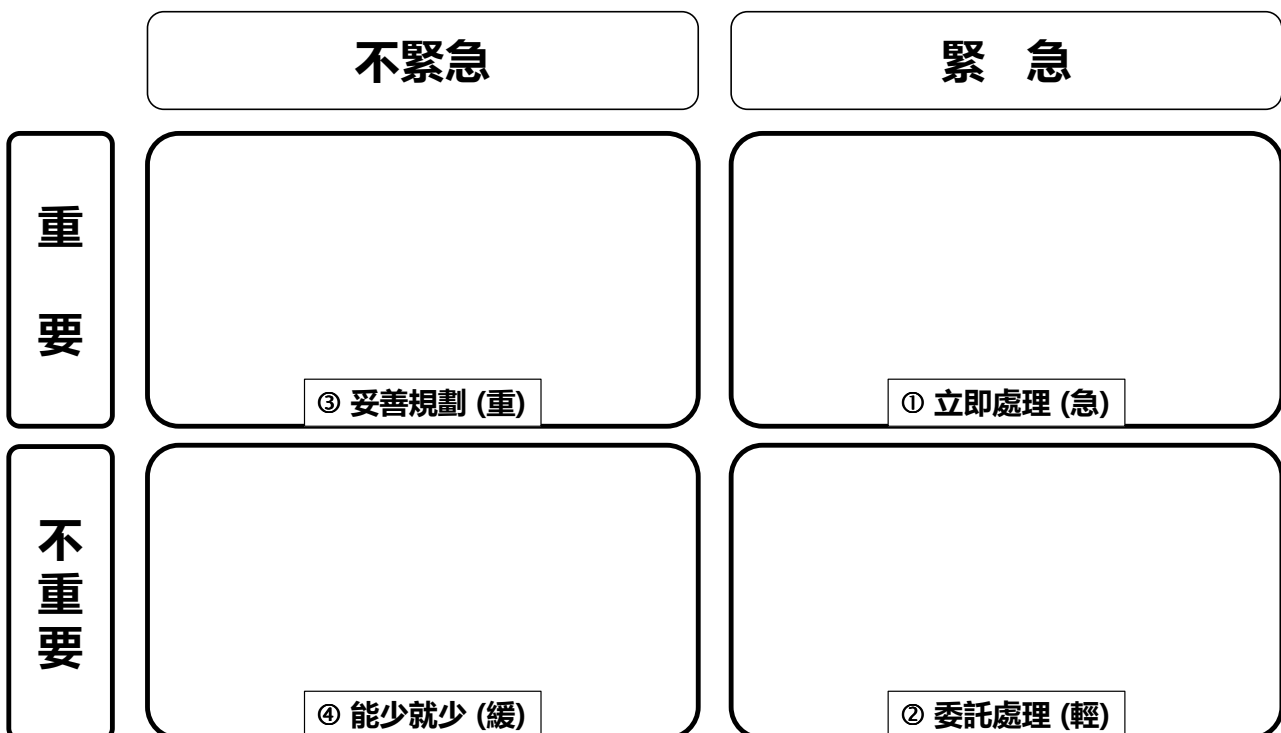 不緊急
緊 急
重
要
③ 妥善規劃 (重)
① 立即處理 (急)
不
重
要
④ 能少就少 (緩)
② 委託處理 (輕)